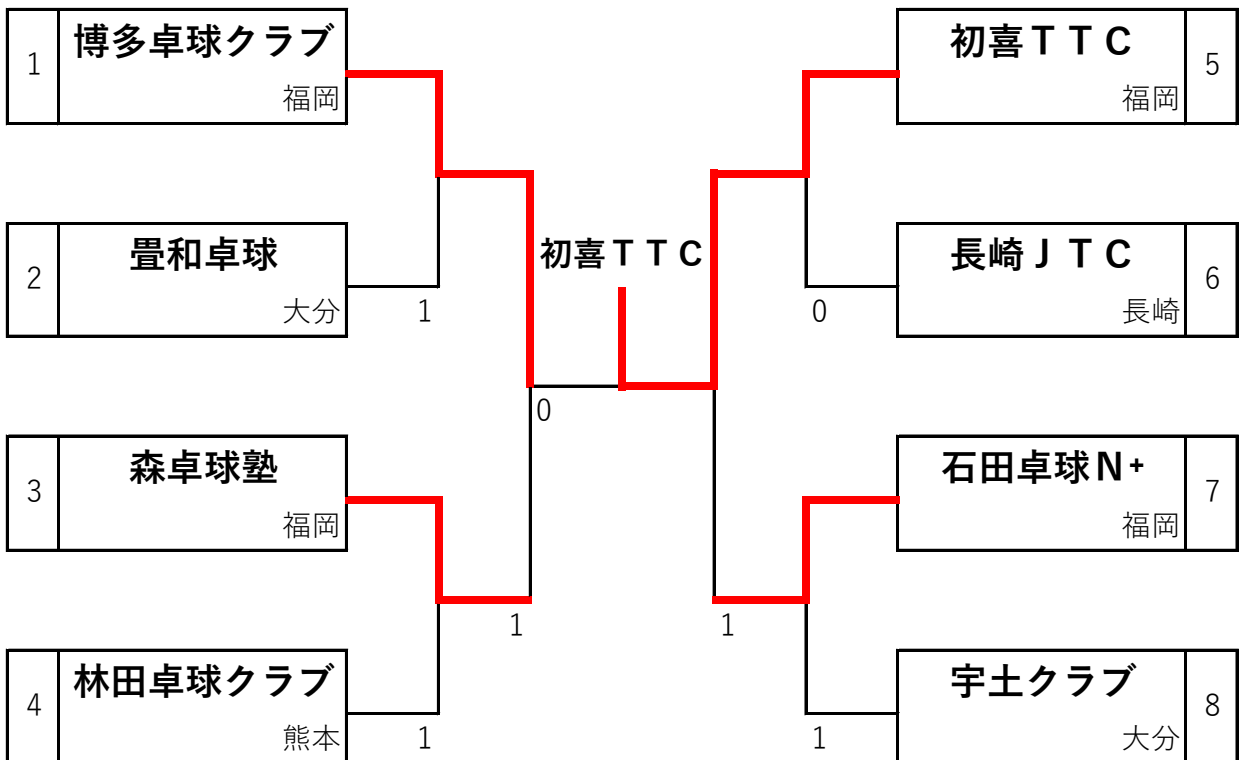 1
博多卓球クラブ
福岡
2
畳和卓球
大分
1
3
森卓球塾
福岡
1
4
林田卓球クラブ
熊本
1
初喜ＴＴＣ
0
初喜ＴＴＣ
5
福岡
長崎ＪＴＣ
6
長崎
0
石田卓球Ｎ+
7
福岡
1
宇土クラブ
8
大分
1